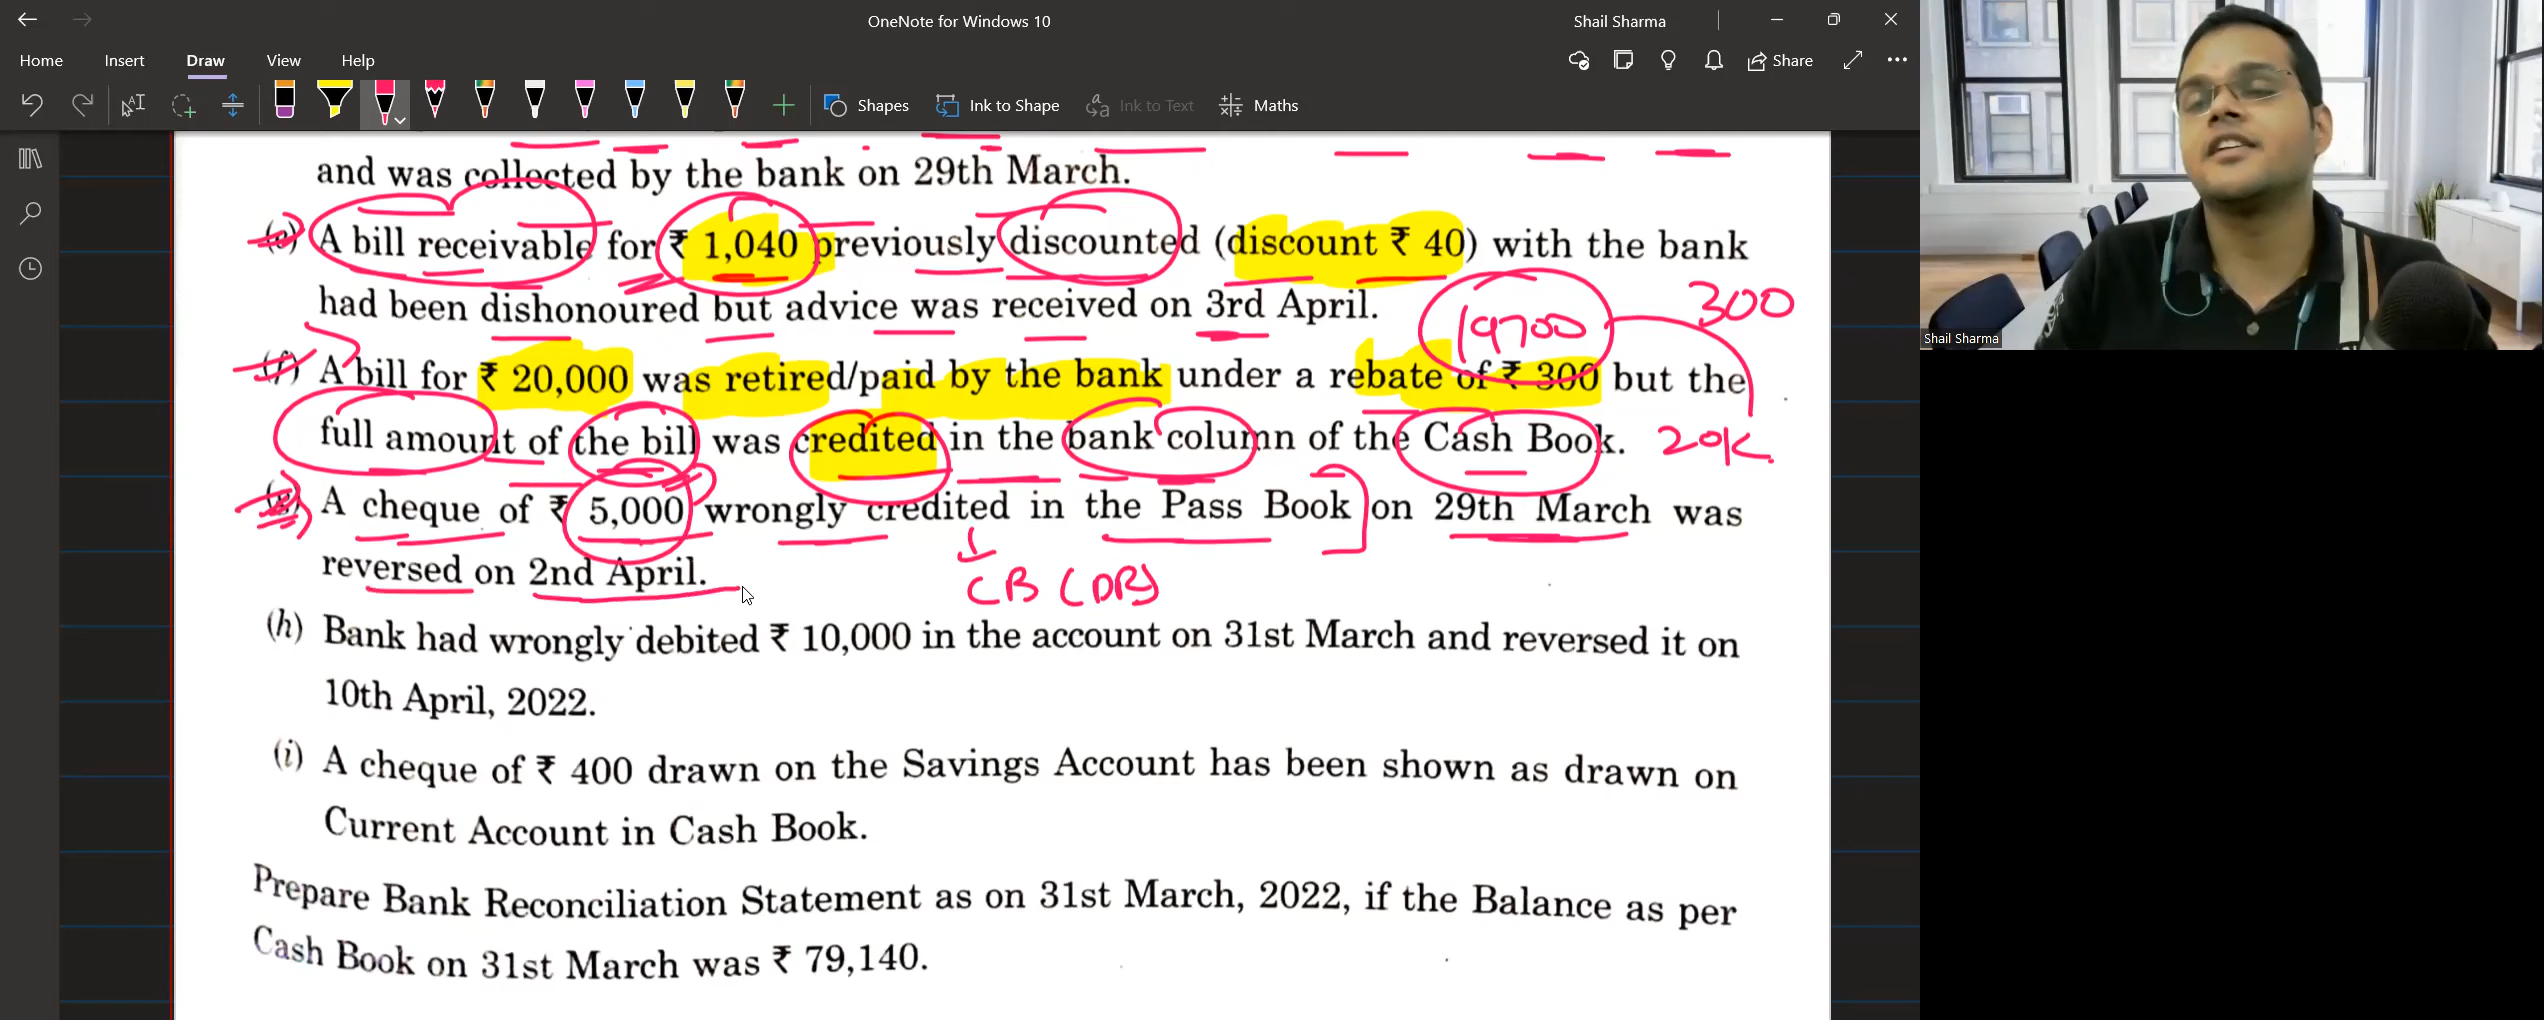 OneNote for Windows 10
Shail Sharma
Home Insert Draw View Help
Share
Shapes Ink to Shape Ink to Text Maths
and was collected by the bank on 29th March.
(e) A bill receivable for ₹ 1,040 previously discounted (discount ₹ 40) with the bank
had been dishonoured but advice was received on 3rd April.
19700
300
(f) A bill for ₹ 20,000 was retired/paid by the bank under a rebate of ₹ 300 but the
full amount of the bill was credited in the bank column of the Cash Book.
20K
(g) A cheque of ₹ 5,000 wrongly credited in the Pass Book on 29th March was
reversed on 2nd April.
CB (DR)
(h) Bank had wrongly debited ₹ 10,000 in the account on 31st March and reversed it on
10th April, 2022.
(i) A cheque of ₹ 400 drawn on the Savings Account has been shown as drawn on
Current Account in Cash Book.
Prepare Bank Reconciliation Statement as on 31st March, 2022, if the Balance as per
Cash Book on 31st March was ₹ 79,140.
Shail Sharma